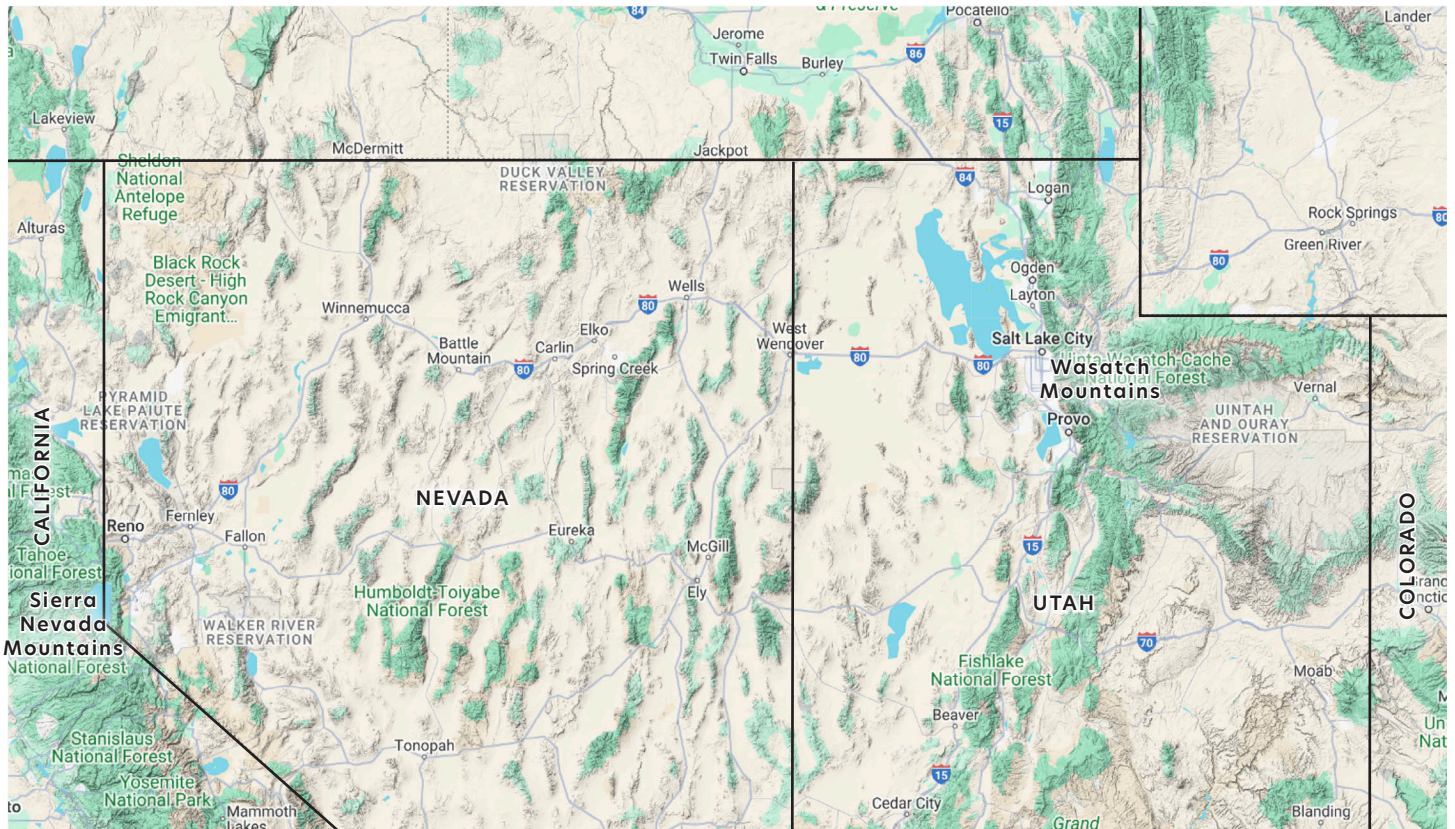 84
& Preserve
Pocatello
Lander
Jerome
Twin Falls
Burley
86
Lakeview
15
McDermitt
Jackpot
Sheldon
National
Antelope
Refuge
DUCK VALLEY
RESERVATION
84
Logan
Alturas
Rock Springs
80
Green River
80
Black Rock
Desert - High
Rock Canyon
Emigrant...
Ogden
Layton
Wells
80
Winnemucca
Elko
West
Wendover
Battle
Mountain
Carlin
80
Spring Creek
80
80
Salt Lake City
Uinta-Wasatch-Cache
National Forest
Wasatch
Mountains
Vernal
PYRAMID
LAKE PAIUTE
RESERVATION
UINTAH
AND OURAY
RESERVATION
Provo
CALIFORNIA
80
NEVADA
Reno
Fernley
Fallon
Eureka
McGill
15
COLORADO
Tahoe
Ely
Humboldt-Toiyabe
National Forest
UTAH
Sierra
Nevada
Mountains
National Forest
WALKER RIVER
RESERVATION
70
Fishlake
National Forest
Moab
Beaver
Stanislaus
National Forest
Tonopah
15
Yosemite
National Park
Cedar City
Mammoth
Lakes
Blanding
Grand